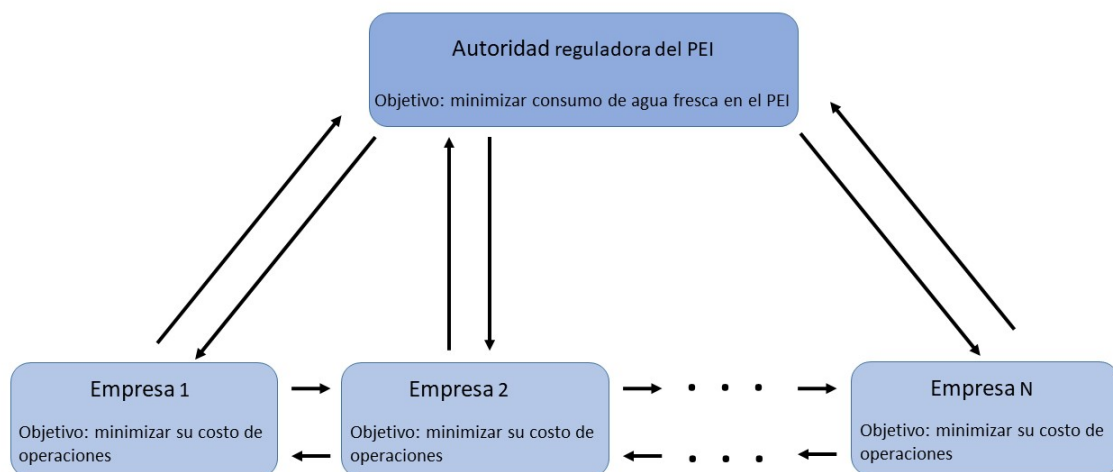 Autoridad reguladora del PEI
Objetivo: minimizar consumo de agua fresca en el PEI
Empresa 1
Objetivo: minimizar su costo de
operaciones
Empresa 2
Objetivo: minimizar su costo de
operaciones
. . .
. . .
Empresa N
Objetivo: minimizar su costo de
operaciones